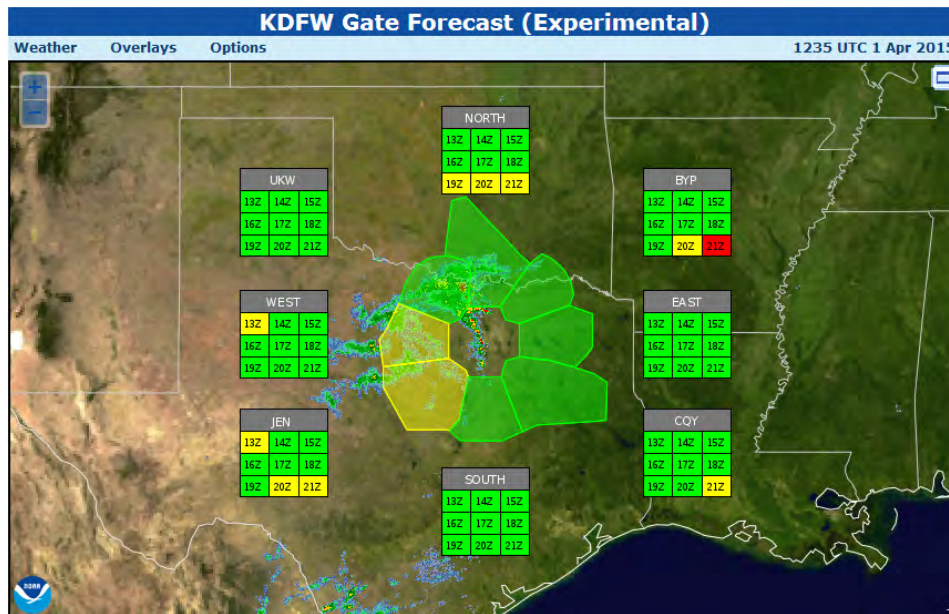 KDFW Gate Forecast (Experimental)
Weather Overlays Options 1235 UTC 1 Apr 2015
+
−
NORTH
13Z 14Z 15Z
16Z 17Z 18Z
19Z 20Z 21Z
UKW
13Z 14Z 15Z
16Z 17Z 18Z
19Z 20Z 21Z
BYP
13Z 14Z 15Z
16Z 17Z 18Z
19Z 20Z 21Z
WEST
13Z 14Z 15Z
16Z 17Z 18Z
19Z 20Z 21Z
EAST
13Z 14Z 15Z
16Z 17Z 18Z
19Z 20Z 21Z
JEN
13Z 14Z 15Z
16Z 17Z 18Z
19Z 20Z 21Z
CQY
13Z 14Z 15Z
16Z 17Z 18Z
19Z 20Z 21Z
SOUTH
13Z 14Z 15Z
16Z 17Z 18Z
19Z 20Z 21Z
NOAA